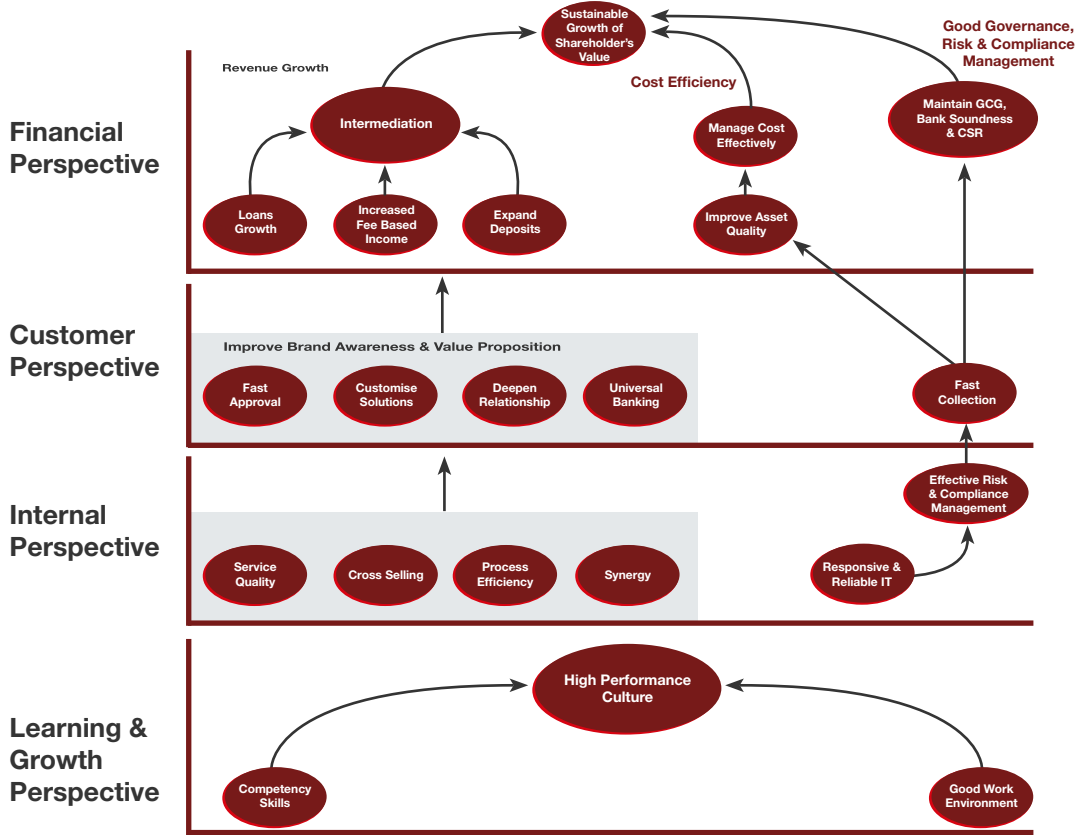 Sustainable
Growth of
Shareholder's
Value
Good Governance,
Risk & Compliance
Management
Revenue Growth
Cost Efficiency
Financial
Perspective
Intermediation
Manage Cost
Effectively
Maintain GCG,
Bank Soundness
& CSR
Loans
Growth
Increased
Fee Based
Income
Expand
Deposits
Improve Asset
Quality
Customer
Perspective
Improve Brand Awareness & Value Proposition
Fast
Approval
Customise
Solutions
Deepen
Relationship
Universal
Banking
Fast
Collection
Internal
Perspective
Effective Risk
& Compliance
Management
Service
Quality
Cross Selling
Process
Efficiency
Synergy
Responsive &
Reliable IT
Learning &
Growth
Perspective
High Performance
Culture
Competency
Skills
Good Work
Environment